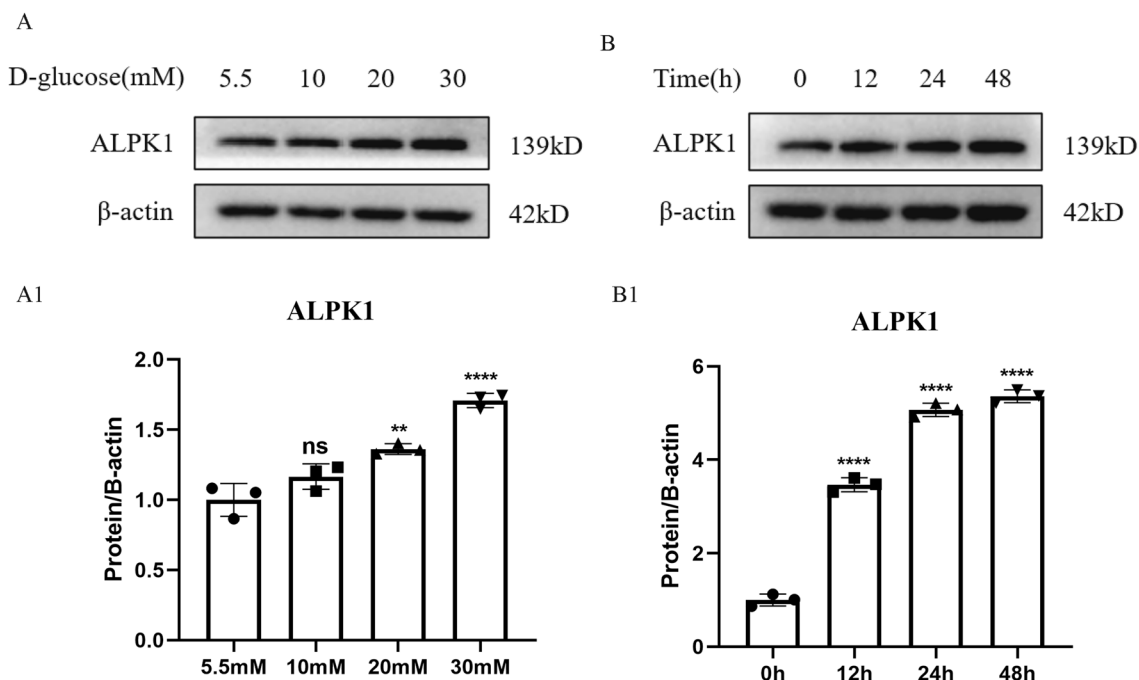 A
D-glucose(mM) 5.5 10 20 30
ALPK1 139kD
β-actin 42kD
B
Time(h) 0 12 24 48
ALPK1 139kD
β-actin 42kD
A1
ALPK1
Protein/B-actin
2.0
1.5
1.0
0.5
0.0
ns
**
****
5.5mM 10mM 20mM 30mM
B1
ALPK1
Protein/B-actin
6
4
2
0
****
****
****
0h 12h 24h 48h